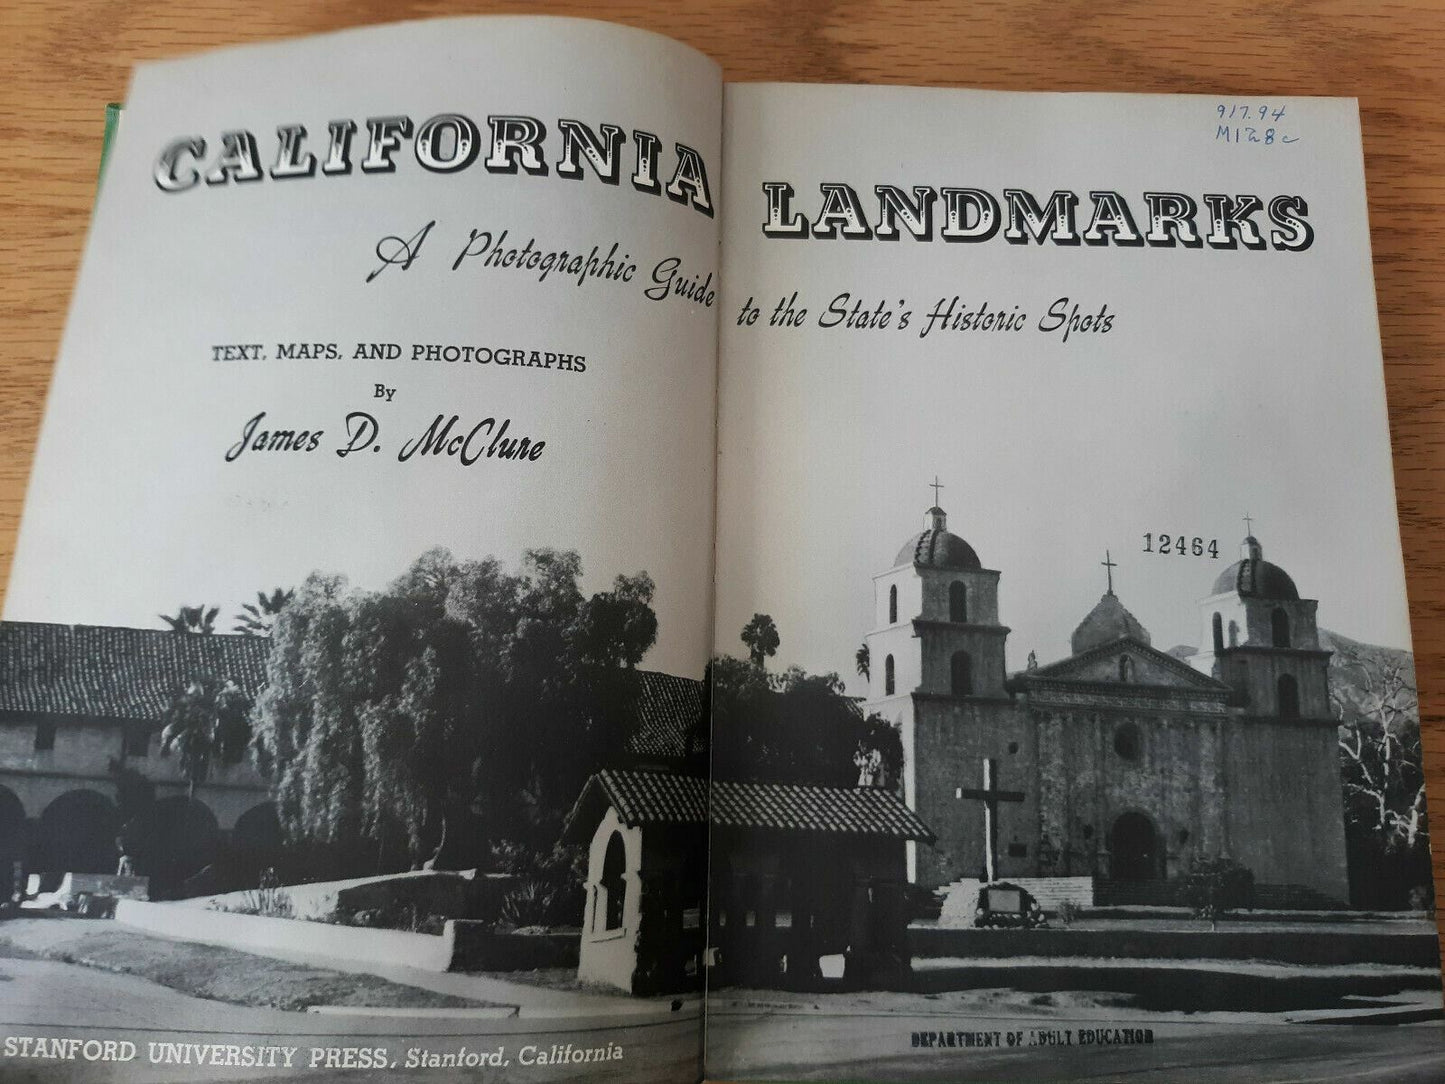 CALIFORNIA LANDMARKS
A Photographic Guide to the State's Historic Spots
TEXT, MAPS, AND PHOTOGRAPHS
By
James D. McClure
917.94
M128c
12464
STANFORD UNIVERSITY PRESS, Stanford, California
DEPARTMENT OF ADULT EDUCATION